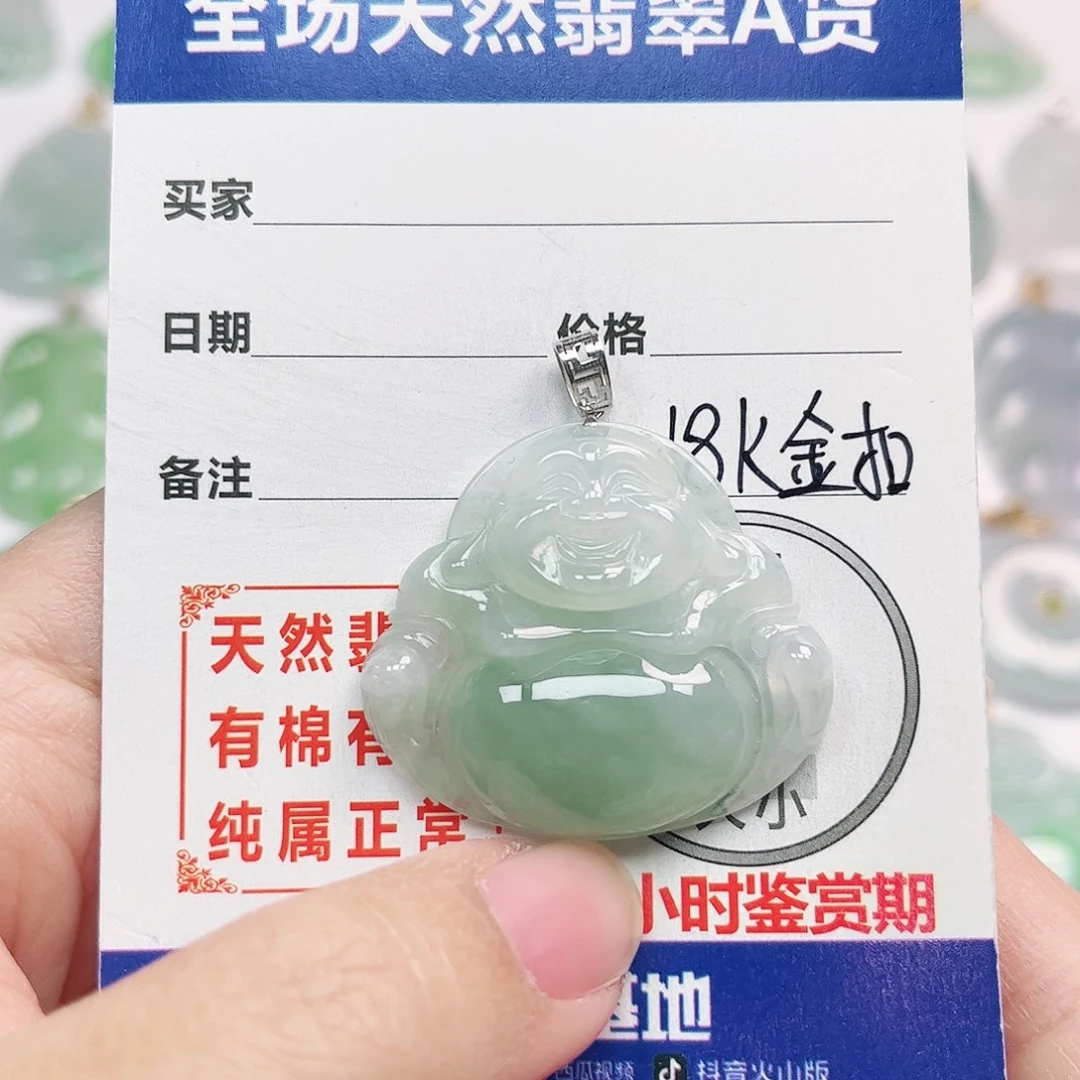 全场天然翡翠A货
买家
日期 价格
备注 18K金扣
天然翡
有棉有
纯属正常
大小
小时鉴赏期
基地
西瓜视频 抖音火山版